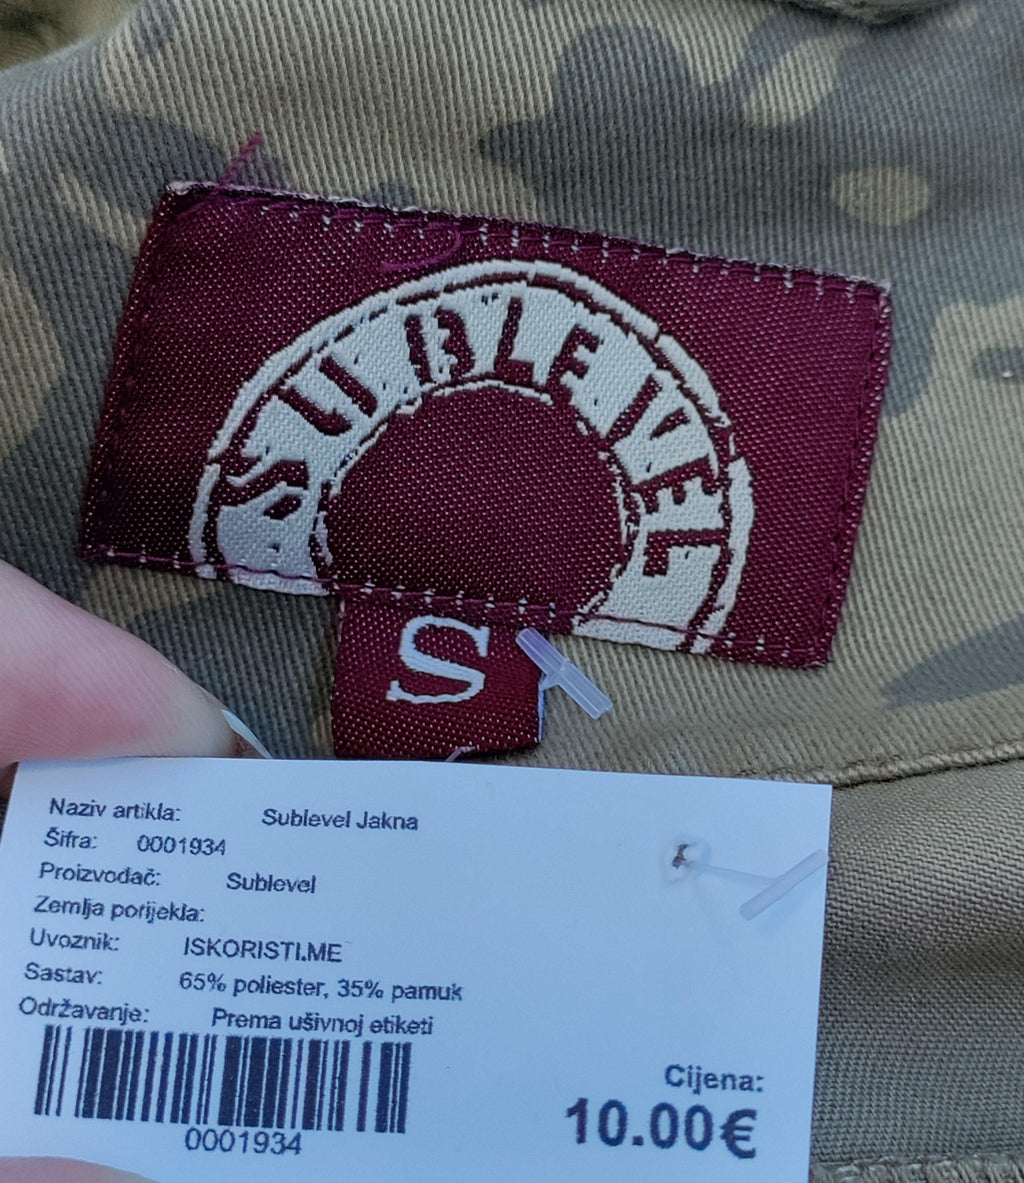 SUBLEVEL
S
Naziv artikla: Sublevel Jakna
Šifra: 0001934
Proizvođač: Sublevel
Zemlja porijekla:
Uvoznik: ISKORISTI.ME
Sastav: 65% poliester, 35% pamuk
Održavanje: Prema ušivnoj etiketi
0001934
Cijena:
10.00€